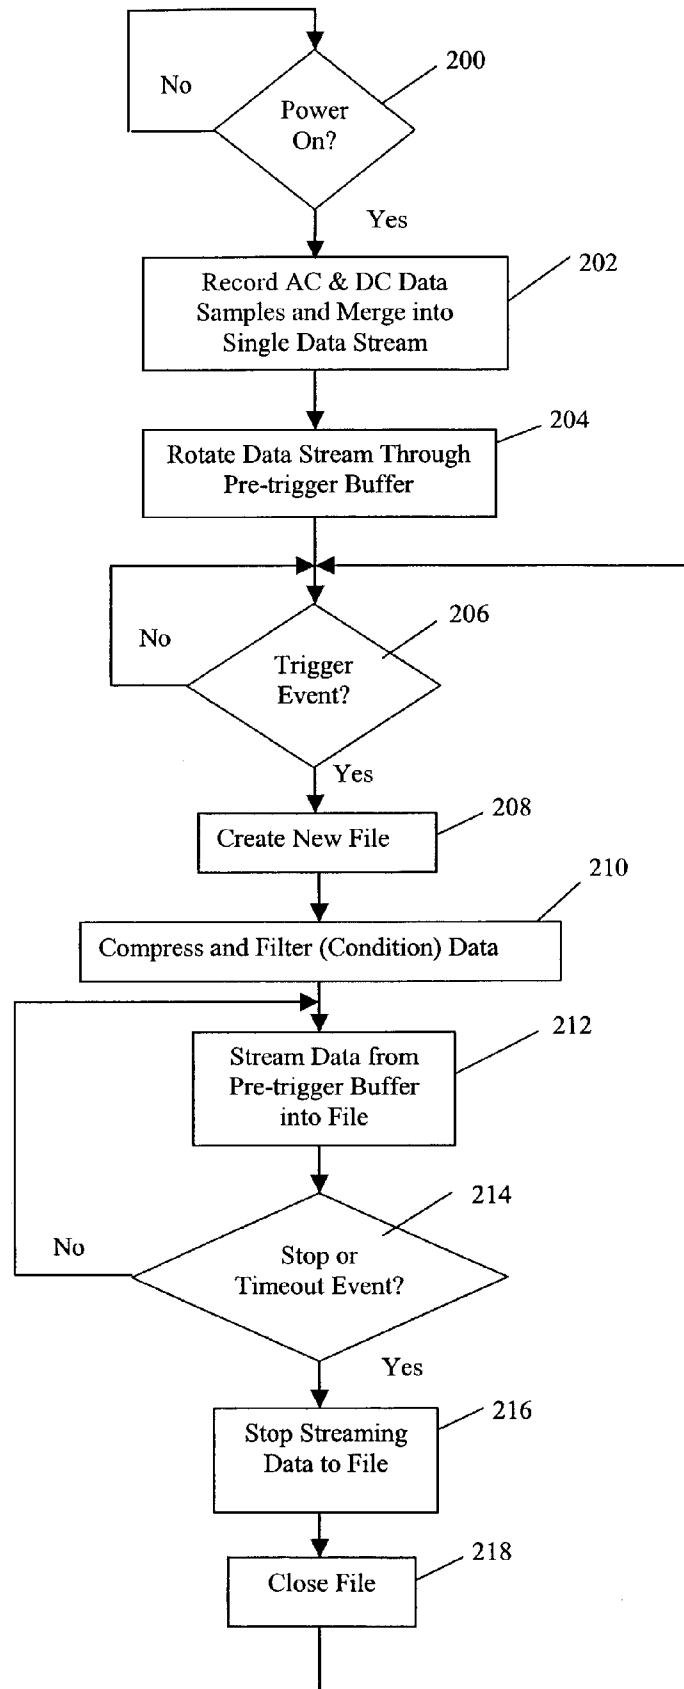 200
No
Power
On?
Yes
202
Record AC & DC Data
Samples and Merge into
Single Data Stream
204
Rotate Data Stream Through
Pre-trigger Buffer
206
No
Trigger
Event?
Yes
208
Create New File
210
Compress and Filter (Condition) Data
212
Stream Data from
Pre-trigger Buffer
into File
214
No
Stop or
Timeout Event?
Yes
216
Stop Streaming
Data to File
218
Close File